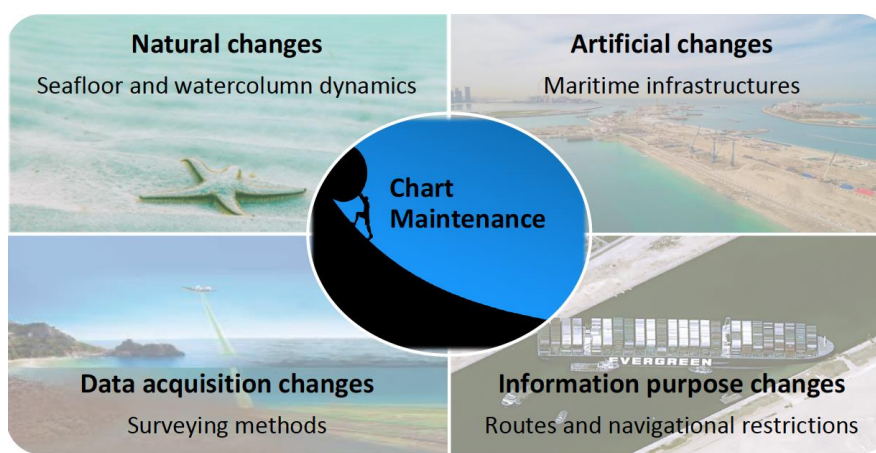 Natural changes
Seafloor and watercolumn dynamics
Artificial changes
Maritime infrastructures
Chart
Maintenance
EVERGREEN
Data acquisition changes
Surveying methods
Information purpose changes
Routes and navigational restrictions